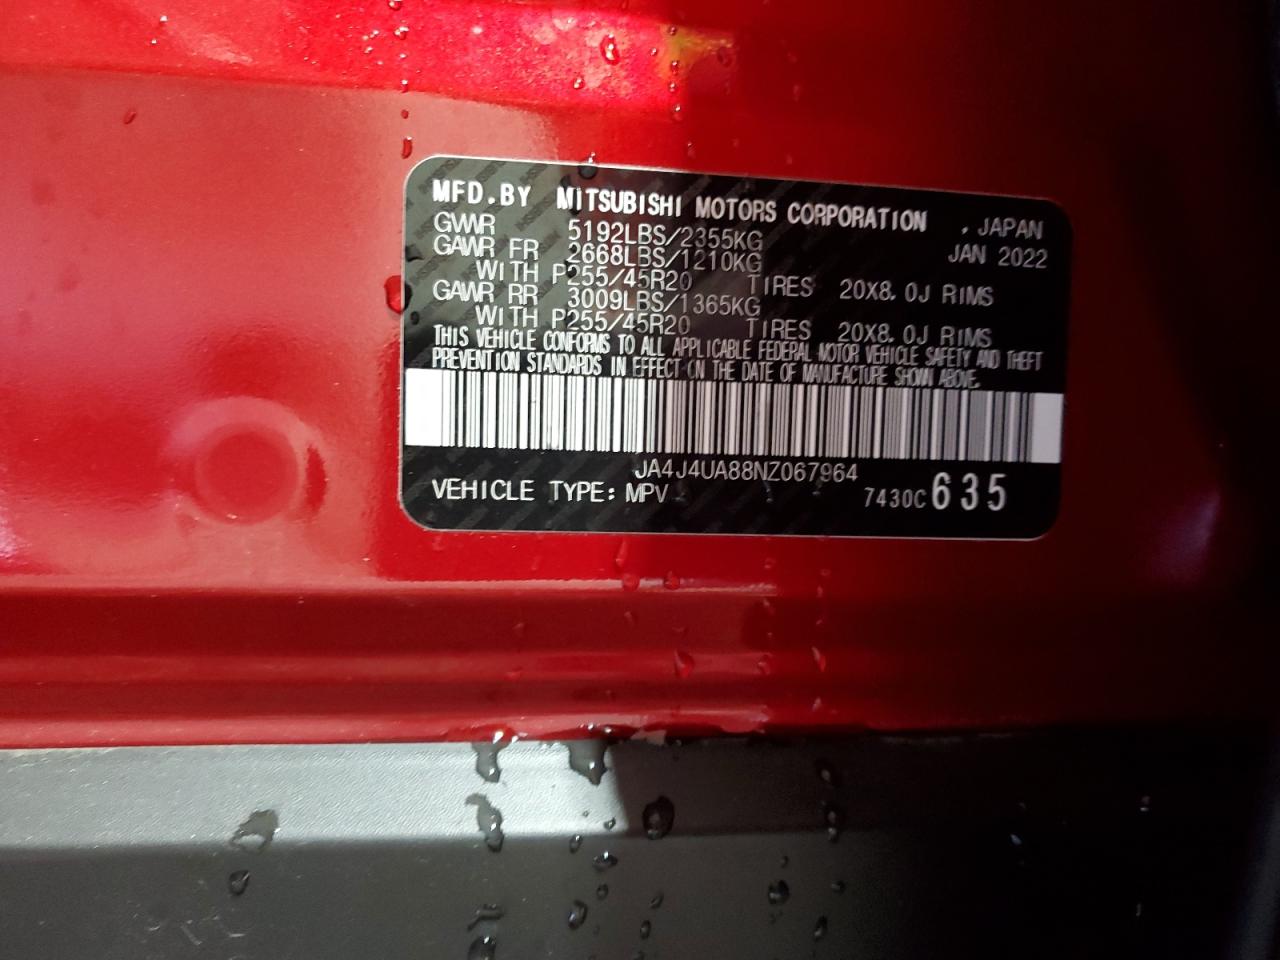 MFD.BY MITSUBISHI MOTORS CORPORATION , JAPAN
GVWR 5192LBS/2355KG JAN 2022
GAWR FR 2668LBS/1210KG
WITH P255/45R20 TIRES 20X8.0J RIMS
GAWR RR 3009LBS/1365KG
WITH P255/45R20 TIRES 20X8.0J RIMS
THIS VEHICLE CONFORMS TO ALL APPLICABLE FEDERAL MOTOR VEHICLE SAFETY AND THEFT
PREVENTION STANDARDS IN EFFECT ON THE DATE OF MANUFACTURE SHOWN ABOVE.
JA4J4UA88NZ067964
VEHICLE TYPE: MPV 7430C 635